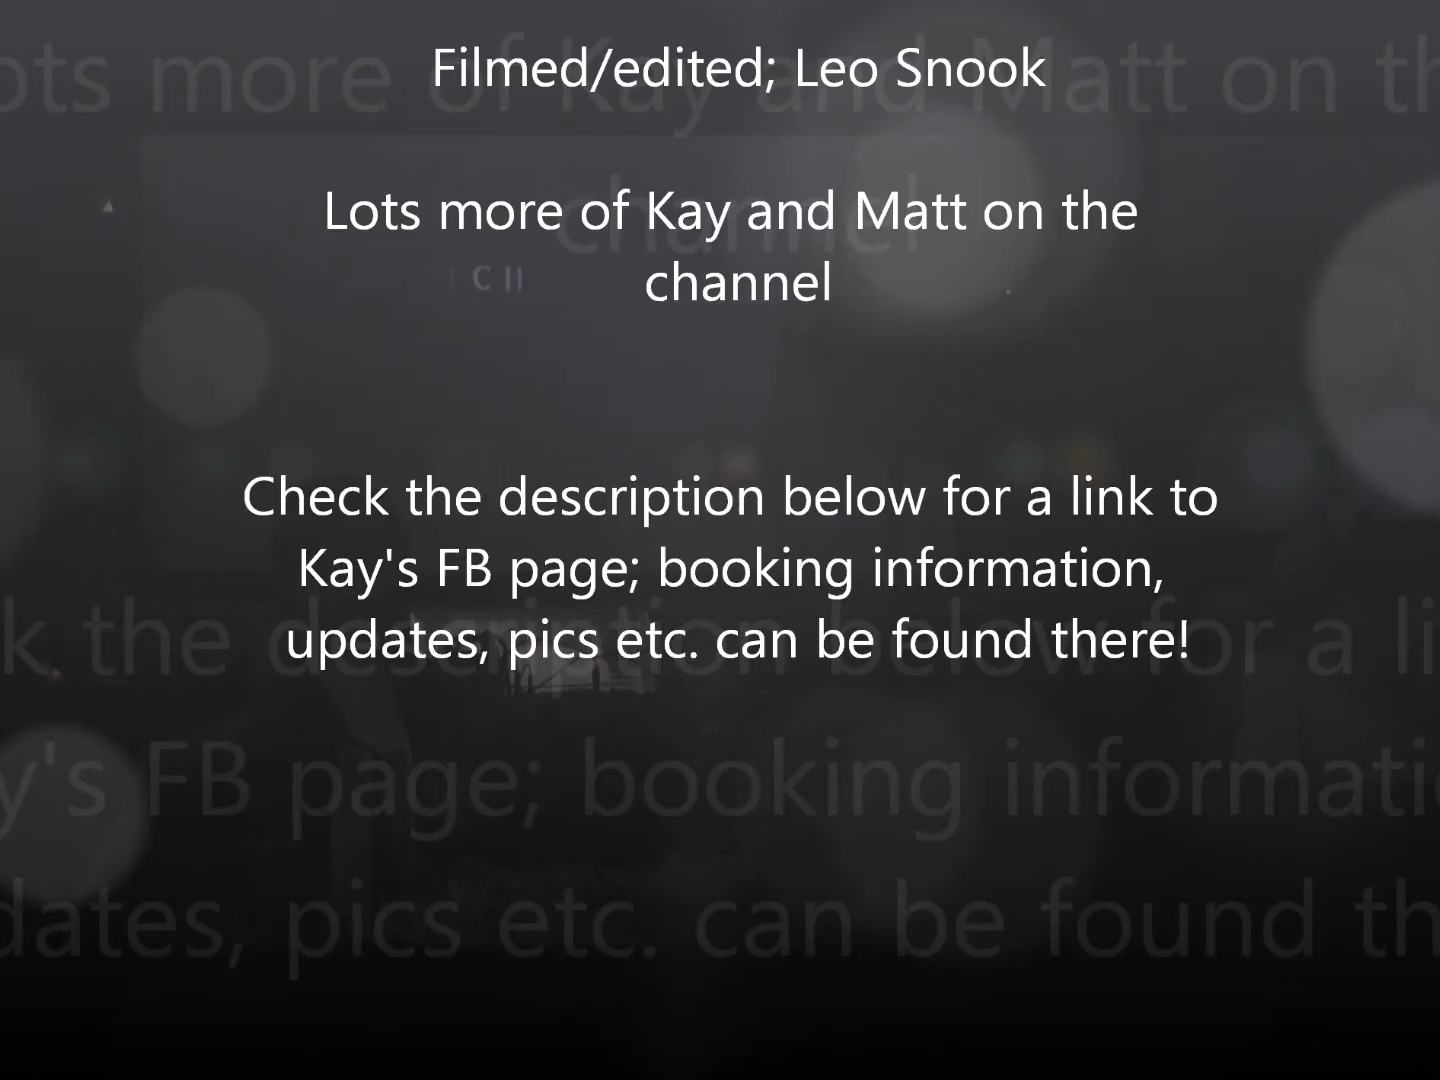 Filmed/edited; Leo Snook
Lots more of Kay and Matt on the
channel
Check the description below for a link to
Kay's FB page; booking information,
updates, pics etc. can be found there!